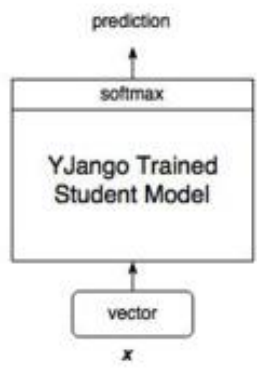 prediction
softmax
YJango Trained
Student Model
vector
x